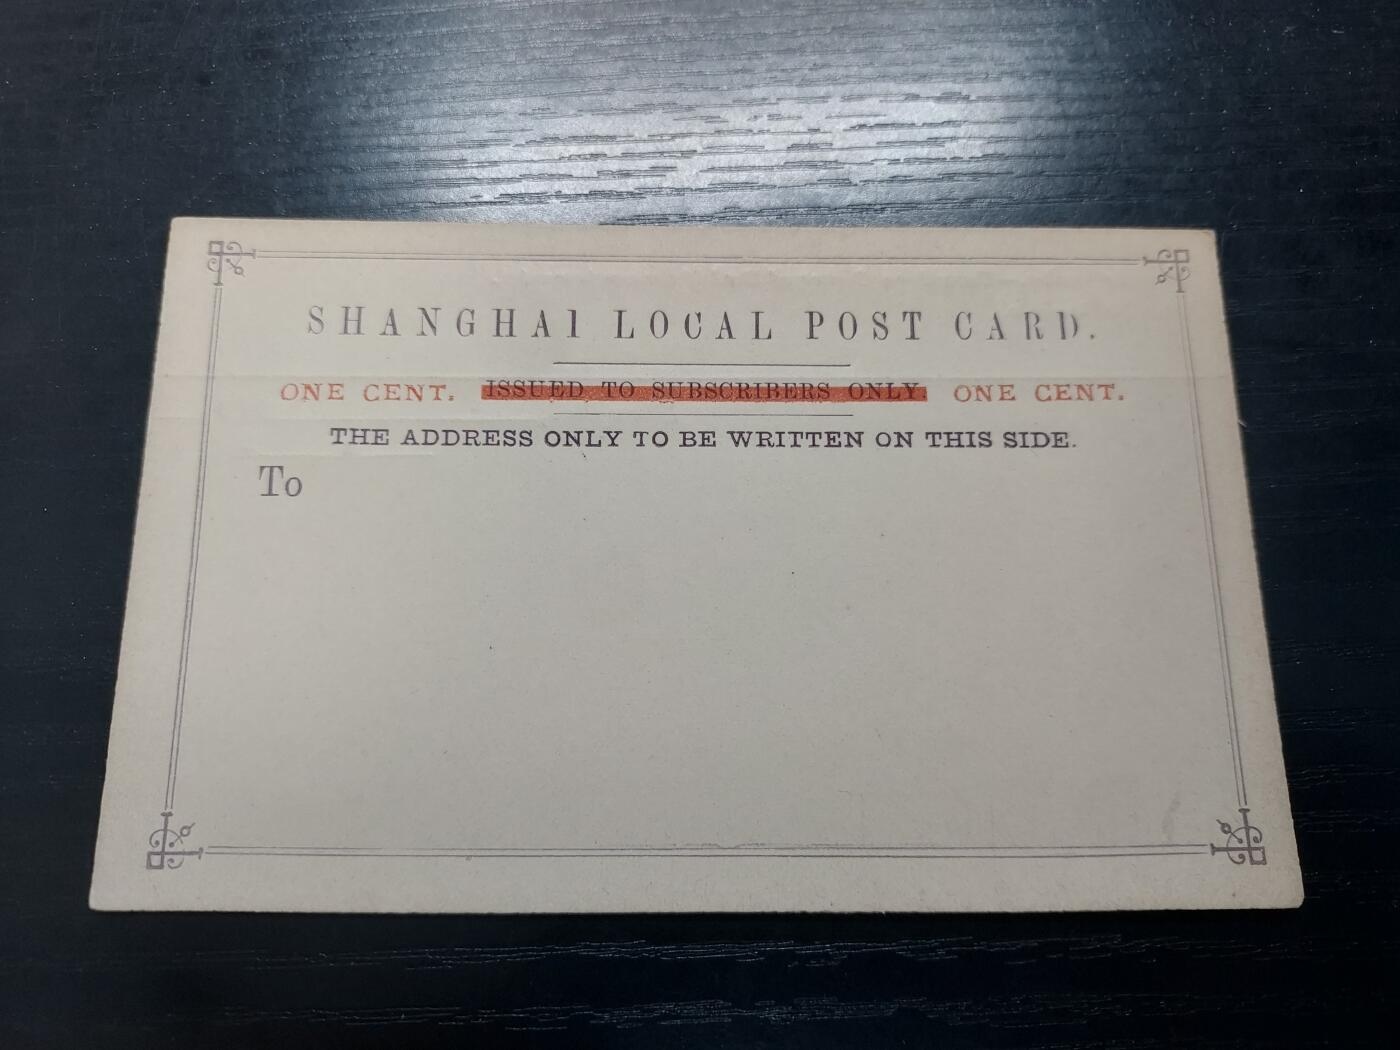 SHANGHAI LOCAL POST CARD.
ONE CENT. ISSUED TO SUBSCRIBERS ONLY. ONE CENT.
THE ADDRESS ONLY TO BE WRITTEN ON THIS SIDE.
To